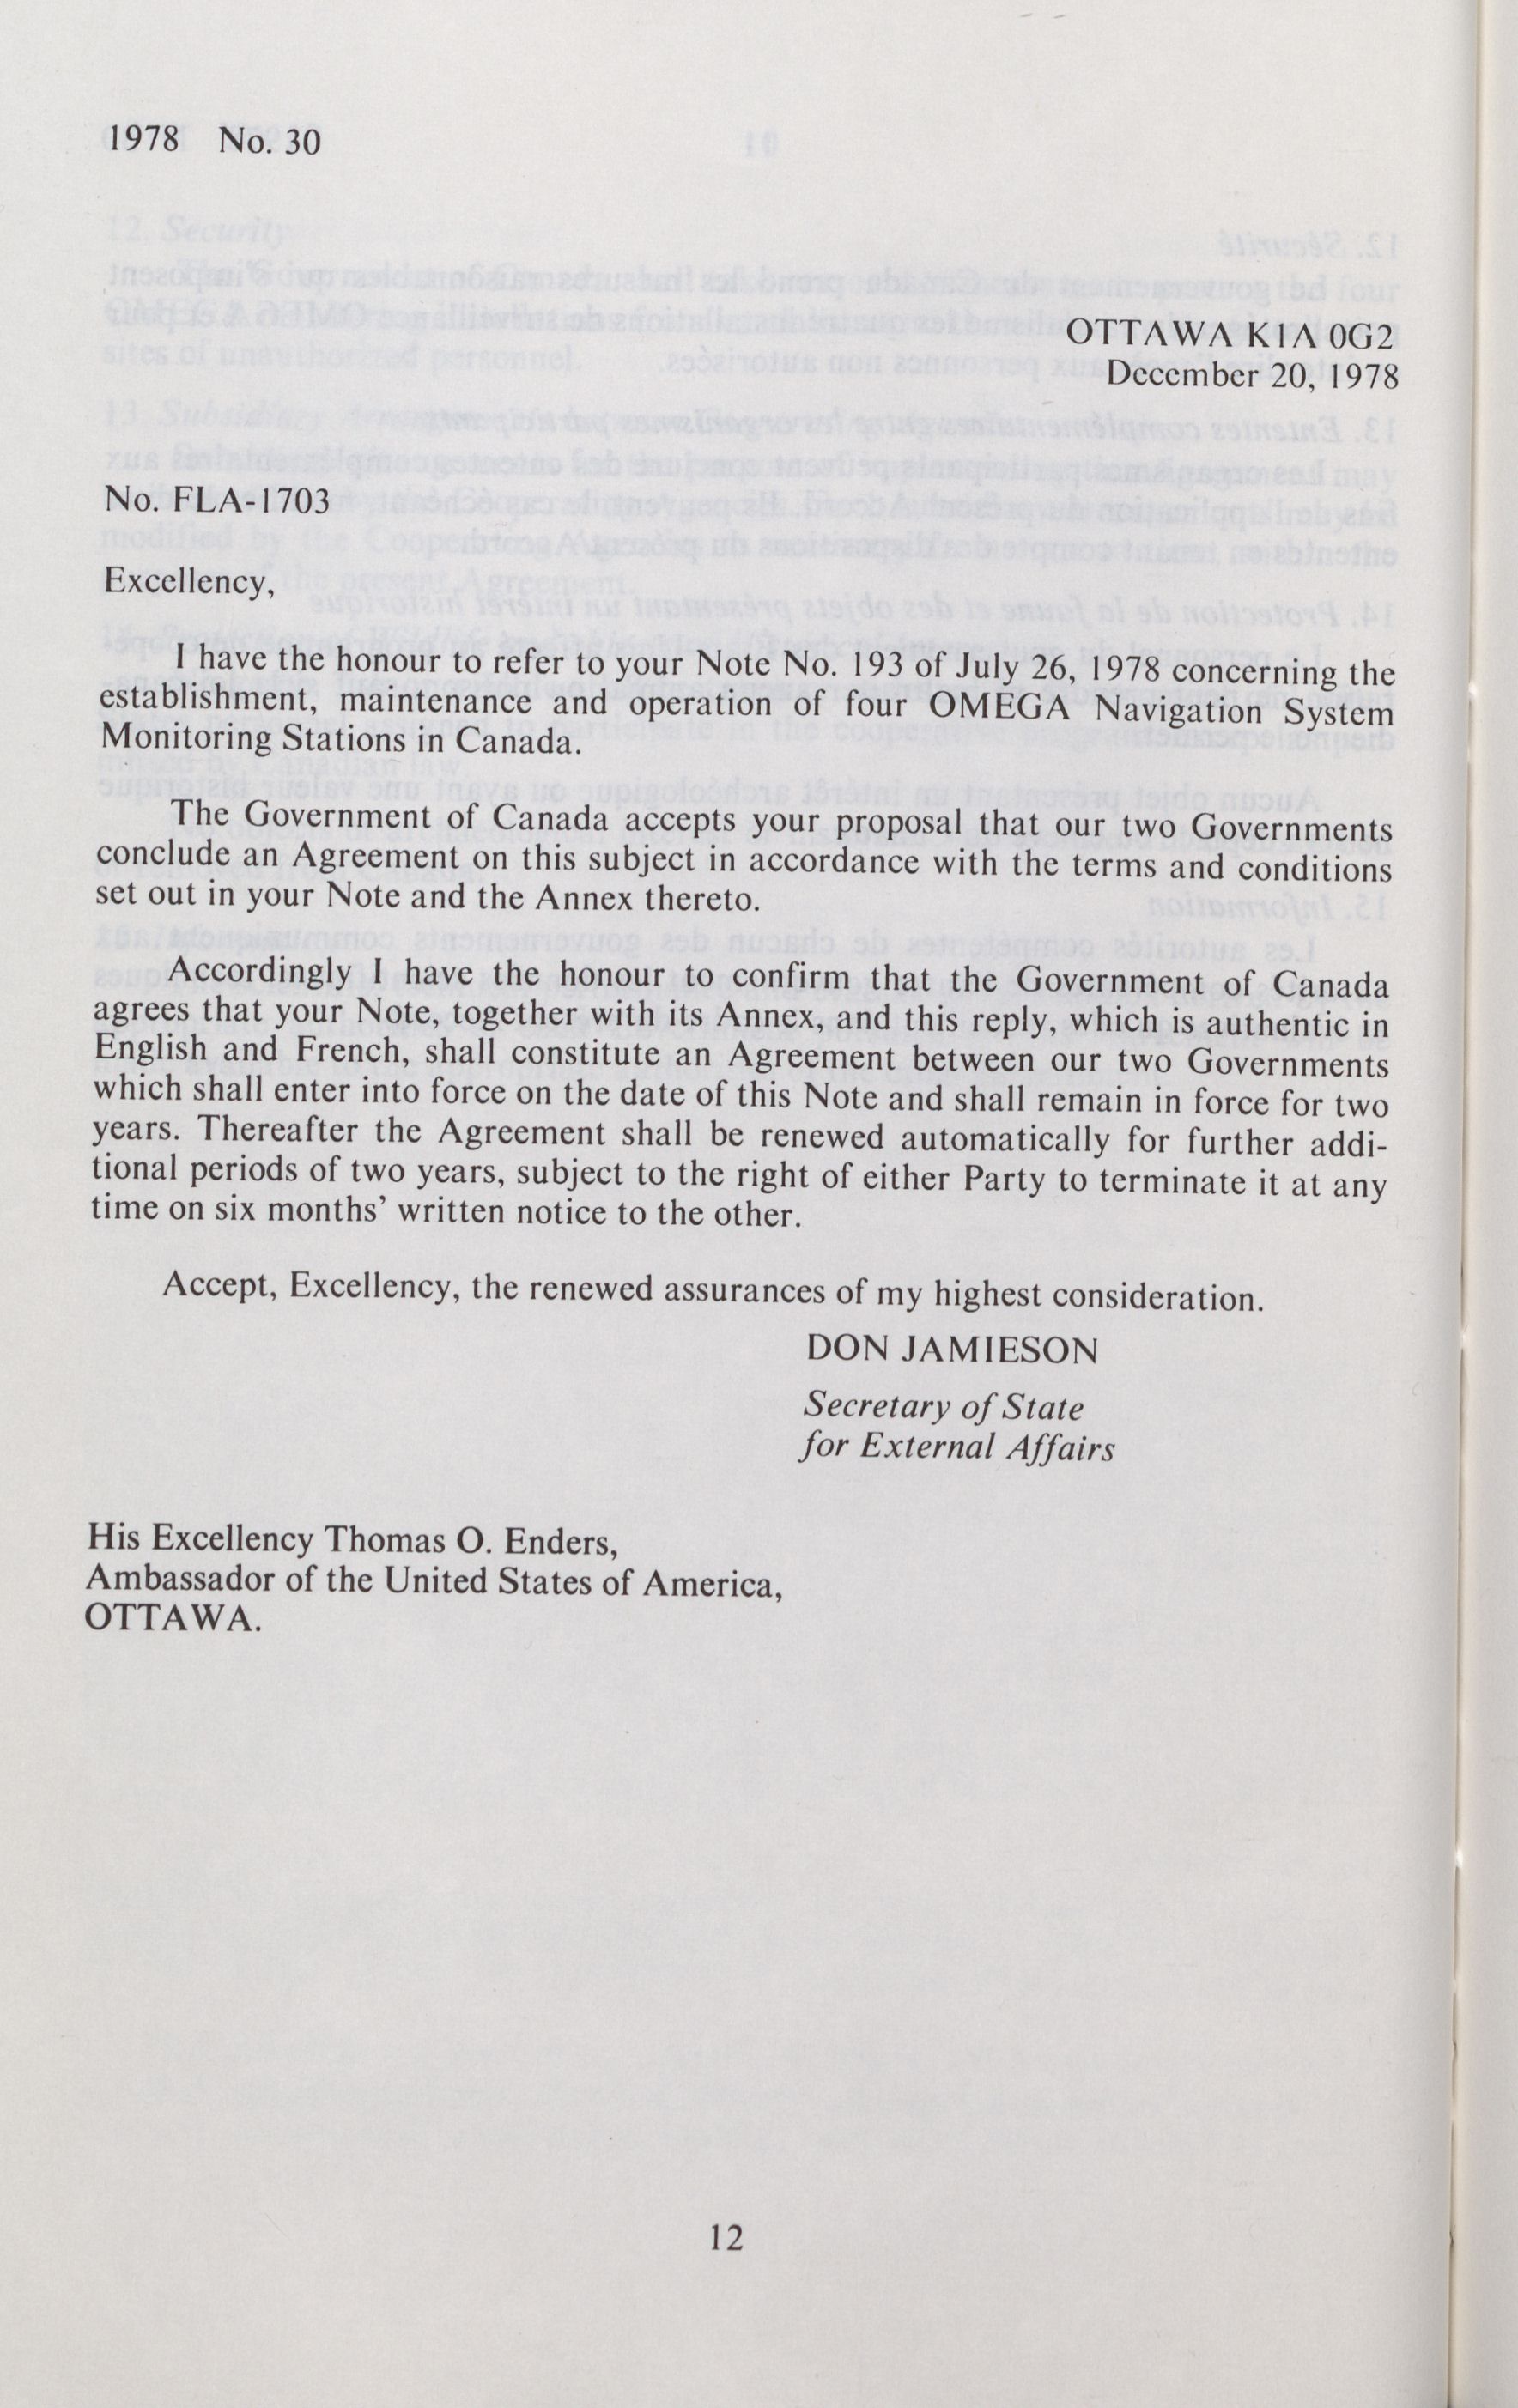 1978 No. 30
OTTAWA K1A 0G2
December 20, 1978
No. FLA-1703
Excellency,
I have the honour to refer to your Note No. 193 of July 26, 1978 concerning the
establishment, maintenance and operation of four OMEGA Navigation System
Monitoring Stations in Canada.
The Government of Canada accepts your proposal that our two Governments
conclude an Agreement on this subject in accordance with the terms and conditions
set out in your Note and the Annex thereto.
Accordingly I have the honour to confirm that the Government of Canada
agrees that your Note, together with its Annex, and this reply, which is authentic in
English and French, shall constitute an Agreement between our two Governments
which shall enter into force on the date of this Note and shall remain in force for two
years. Thereafter the Agreement shall be renewed automatically for further addi-
tional periods of two years, subject to the right of either Party to terminate it at any
time on six months' written notice to the other.
Accept, Excellency, the renewed assurances of my highest consideration.
DON JAMIESON
Secretary of State
for External Affairs
His Excellency Thomas O. Enders,
Ambassador of the United States of America,
OTTAWA.
12